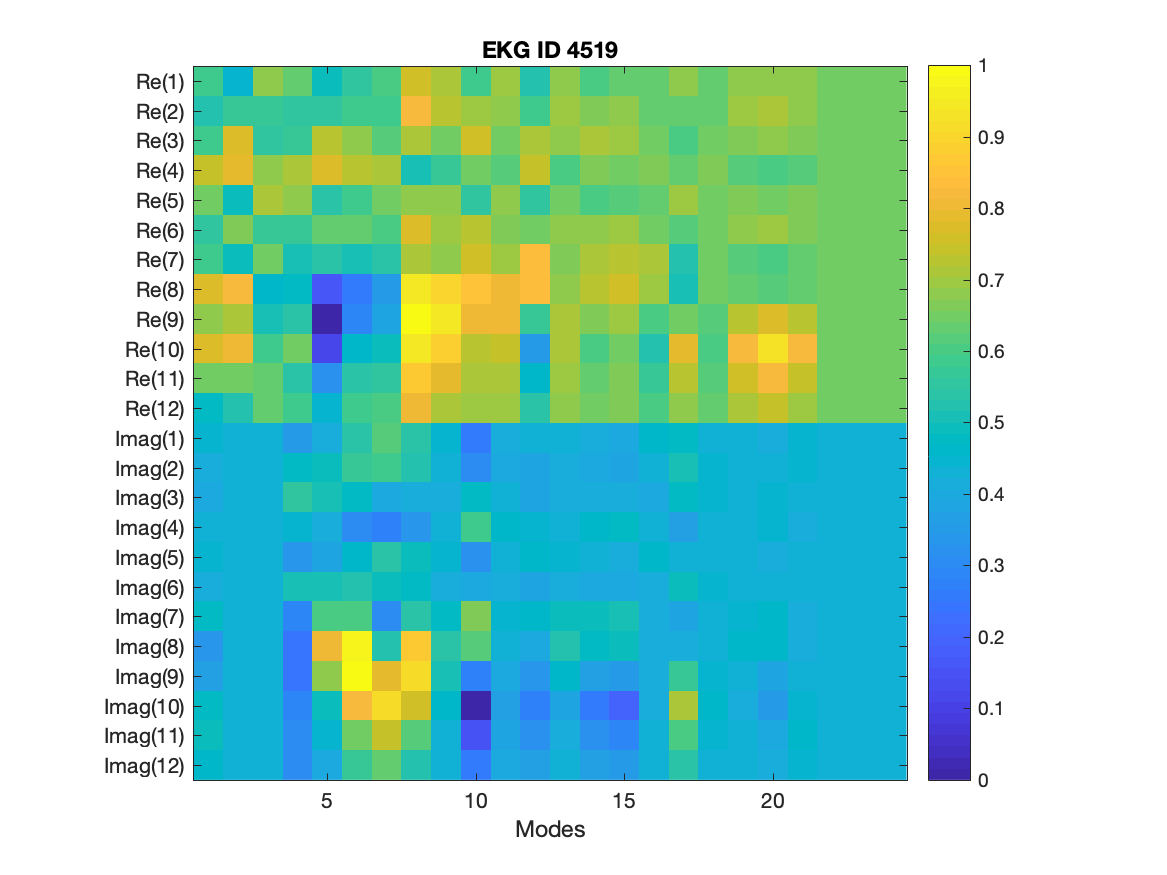 EKG ID 4519
Re(1)
Re(2)
Re(3)
Re(4)
Re(5)
Re(6)
Re(7)
Re(8)
Re(9)
Re(10)
Re(11)
Re(12)
Imag(1)
Imag(2)
Imag(3)
Imag(4)
Imag(5)
Imag(6)
Imag(7)
Imag(8)
Imag(9)
Imag(10)
Imag(11)
Imag(12)
5 10 15 20
Modes
1
0.9
0.8
0.7
0.6
0.5
0.4
0.3
0.2
0.1
0